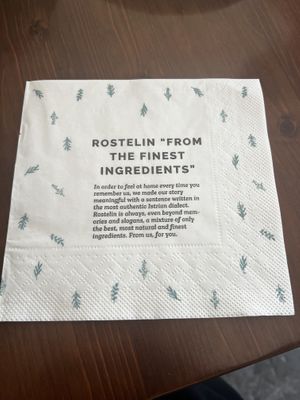 ROSTELIN "FROM
THE FINEST
INGREDIENTS"
In order to feel at home every time you
remember us, we made our story
meaningful with a sentence written in
the most authentic Istrian dialect.
Rostelin is always, even beyond mem-
ories and slogans, a mixture of only
the best, most natural and finest
ingredients. From us, for you.